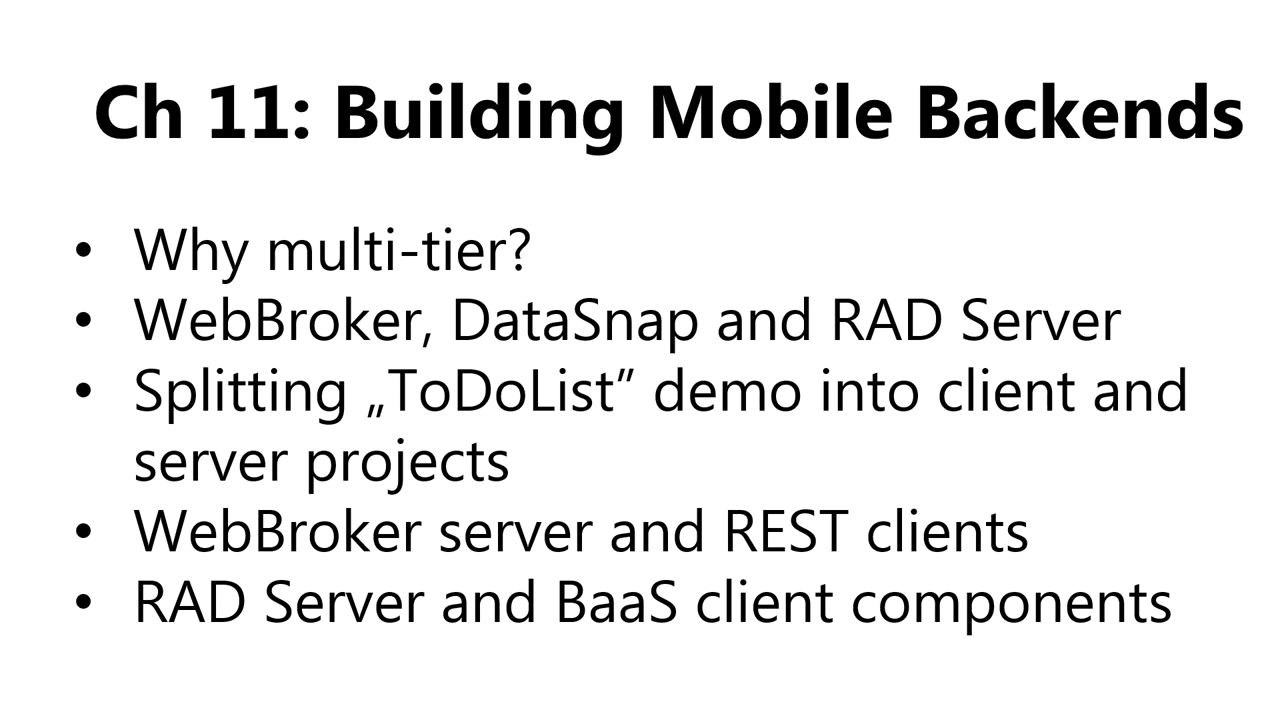 Ch 11: Building Mobile Backends
• Why multi-tier?
• WebBroker, DataSnap and RAD Server
• Splitting „ToDoList” demo into client and
server projects
• WebBroker server and REST clients
• RAD Server and BaaS client components